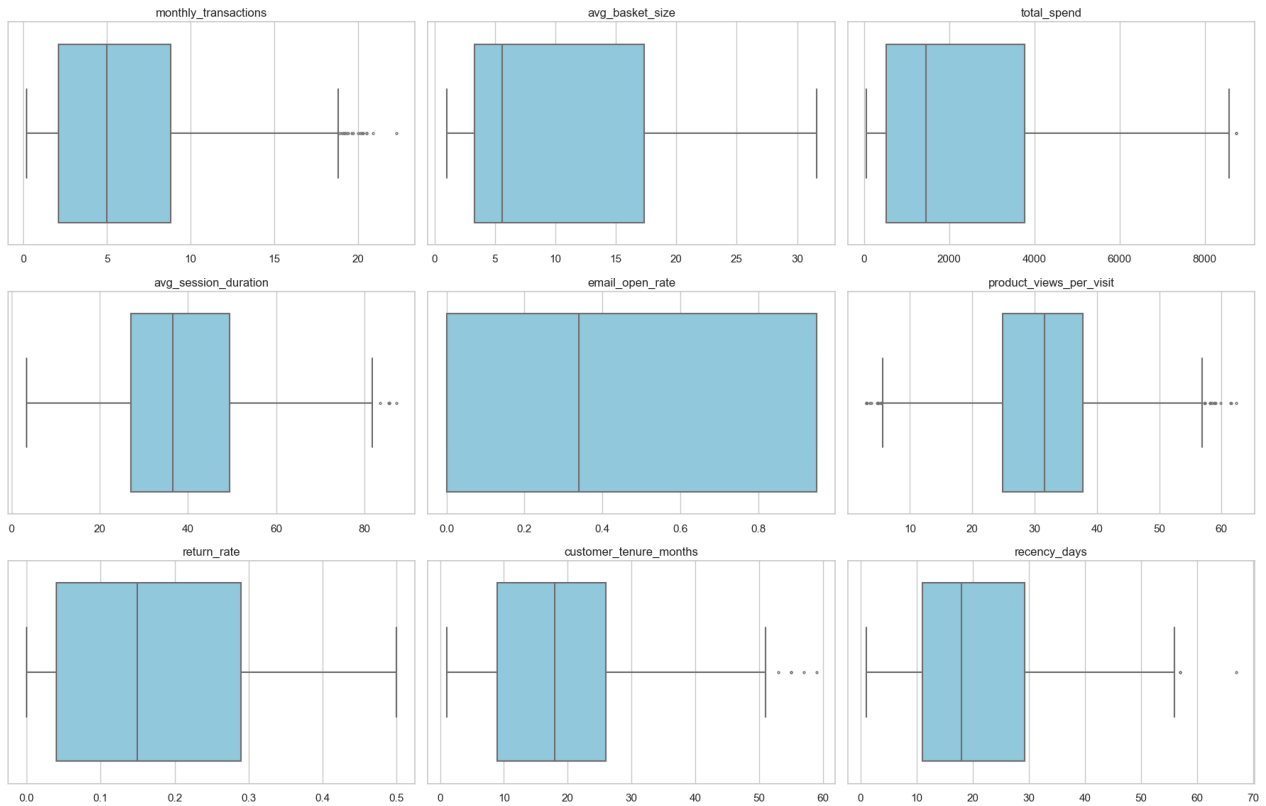 monthly_transactions
avg_basket_size
total_spend
0 5 10 15 20
0 5 10 15 20 25 30
0 2000 4000 6000 8000
avg_session_duration
email_open_rate
product_views_per_visit
0 20 40 60 80
0.0 0.2 0.4 0.6 0.8
10 20 30 40 50 60
return_rate
customer_tenure_months
recency_days
0.0 0.1 0.2 0.3 0.4 0.5
0 10 20 30 40 50 60
0 10 20 30 40 50 60 70